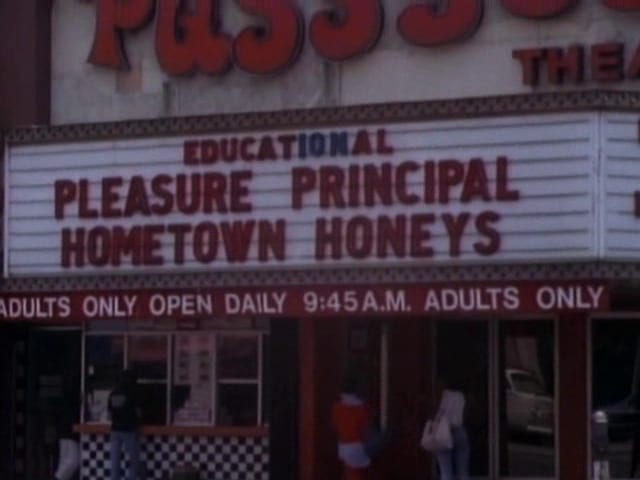 THEA
EDUCATIONAL
PLEASURE PRINCIPAL
HOMETOWN HONEYS
ADULTS ONLY OPEN DAILY 9:45 A.M. ADULTS ONLY